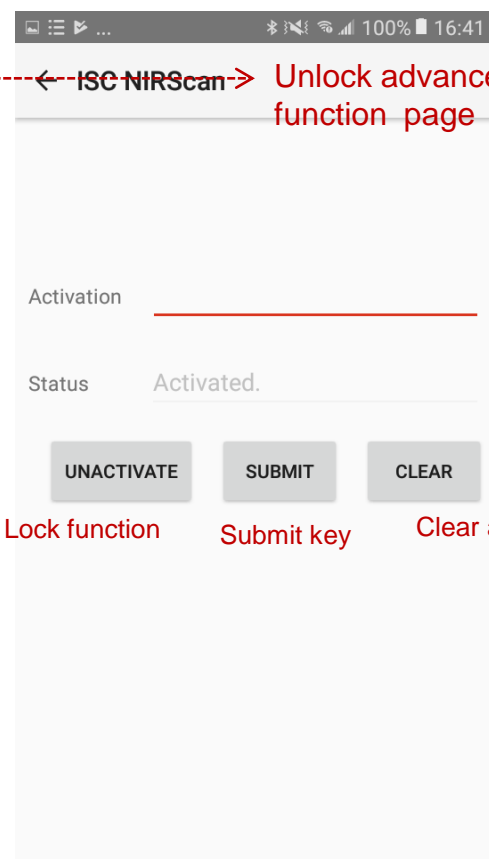 ... 100% 16:41
ISC NIRScan Unlock advance
function page
Activation
Status Activated.
UNACTIVATE SUBMIT CLEAR
Lock function Submit key Clear